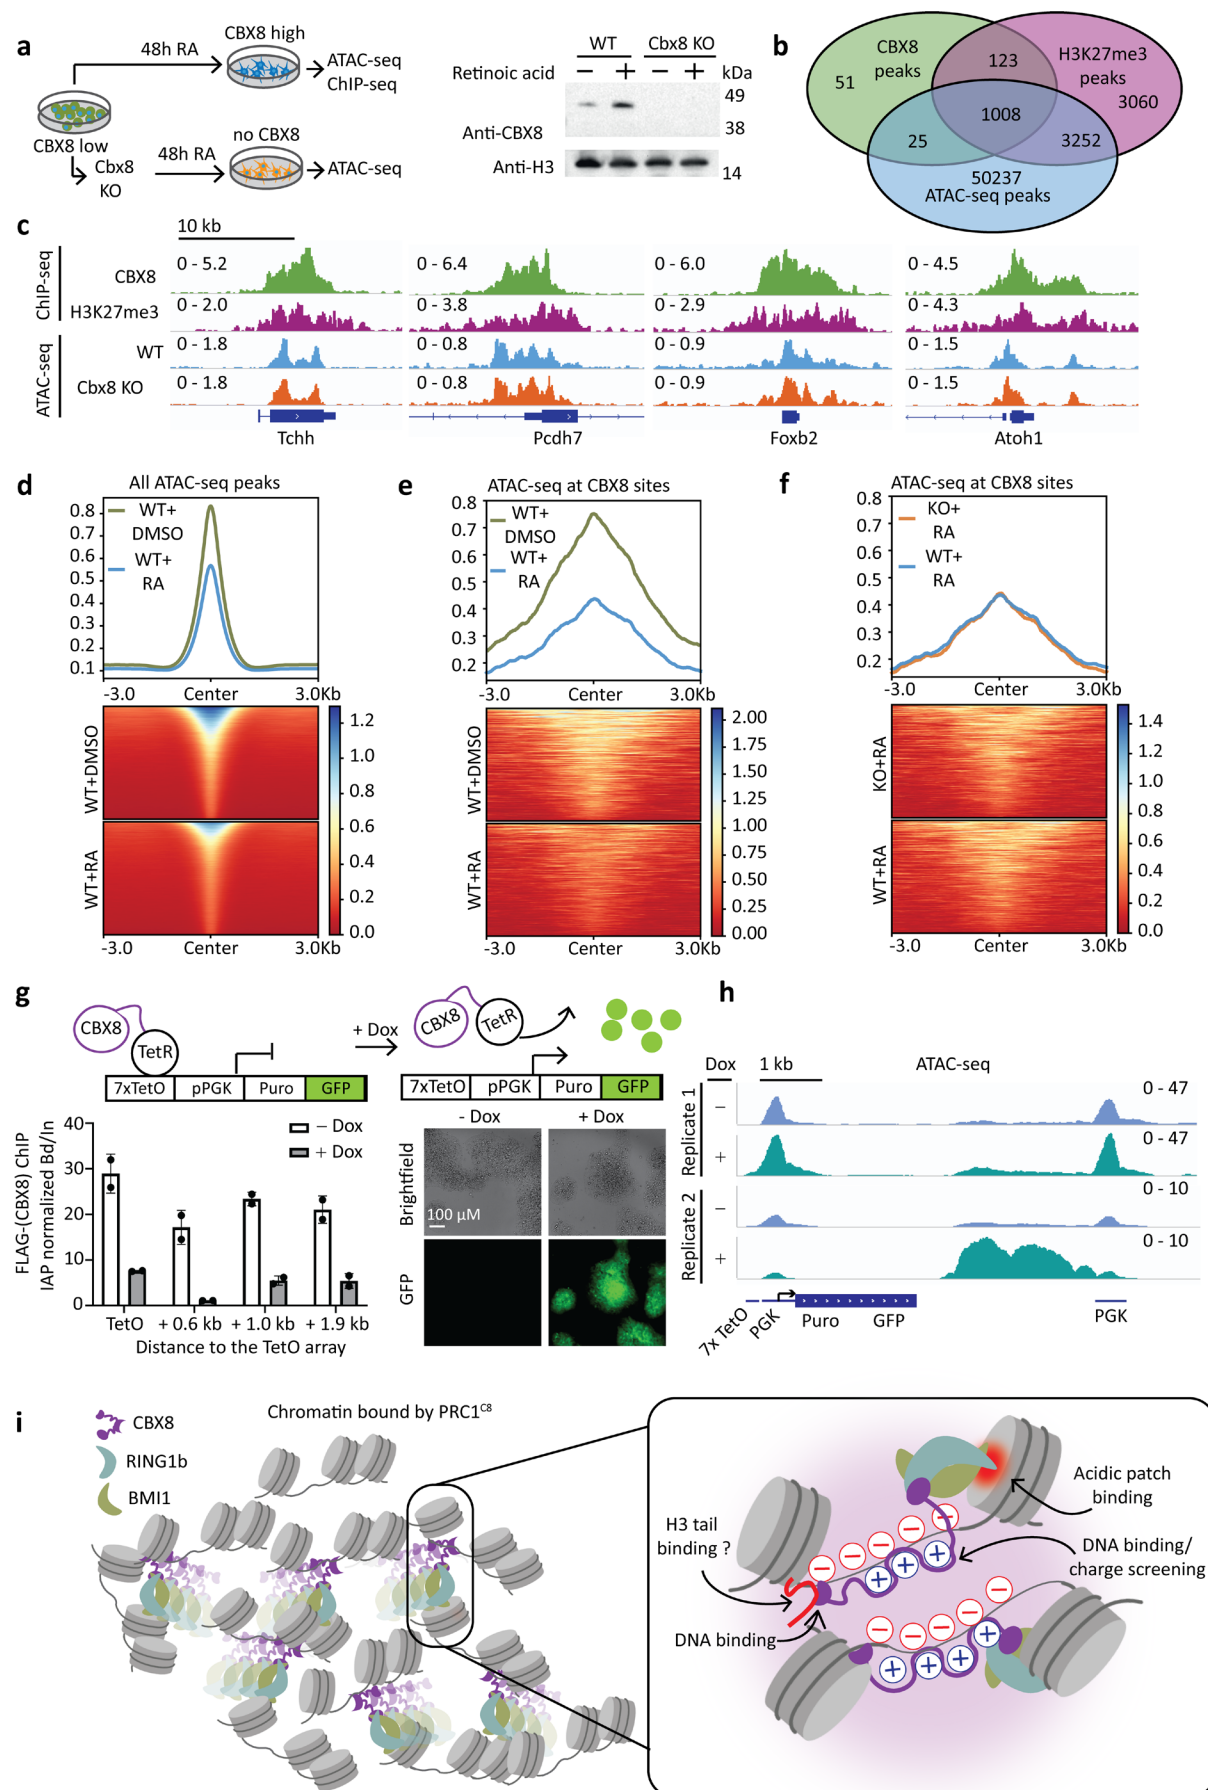 a
48h RA
CBX8 high
ATAC-seq
ChIP-seq
CBX8 low
Cbx8
KO
48h RA
no CBX8
ATAC-seq
WT
Cbx8 KO
Retinoic acid
− + − +
kDa
49
38
Anti-CBX8
Anti-H3
14
b
CBX8
peaks
51
123
H3K27me3
peaks
3060
1008
25
3252
50237
ATAC-seq peaks
c
10 kb
ChIP-seq
CBX8
0 - 5.2
0 - 6.4
0 - 6.0
0 - 4.5
H3K27me3
0 - 2.0
0 - 3.8
0 - 2.9
0 - 4.3
ATAC-seq
WT
0 - 1.8
0 - 0.8
0 - 0.9
0 - 1.5
Cbx8 KO
0 - 1.8
0 - 0.8
0 - 0.9
0 - 1.5
Tchh
Pcdh7
Foxb2
Atoh1
d
All ATAC-seq peaks
0.8
0.7
0.6
0.5
0.4
0.3
0.2
0.1
WT+
DMSO
WT+
RA
-3.0
Center
3.0Kb
WT+DMSO
WT+RA
1.2
1.0
0.8
0.6
0.4
0.2
0.0
-3.0
Center
3.0Kb
e
ATAC-seq at CBX8 sites
0.8
0.7
0.6
0.5
0.4
0.3
0.2
WT+
DMSO
WT+
RA
-3.0
Center
3.0Kb
WT+DMSO
WT+RA
2.00
1.75
1.50
1.25
1.00
0.75
0.50
0.25
0.00
-3.0
Center
3.0Kb
f
ATAC-seq at CBX8 sites
0.8
0.7
0.6
0.5
0.4
0.3
0.2
KO+
RA
WT+
RA
-3.0
Center
3.0Kb
KO+RA
WT+RA
1.4
1.2
1.0
0.8
0.6
0.4
0.2
0.0
-3.0
Center
3.0Kb
g
CBX8
TetR
7xTetO
pPGK
Puro
GFP
+ Dox
CBX8
TetR
7xTetO
pPGK
Puro
GFP
FLAG-(CBX8) ChIP
IAP normalized Bd/In
40
30
20
10
0
− Dox
+ Dox
TetO
+ 0.6 kb
+ 1.0 kb
+ 1.9 kb
Distance to the TetO array
- Dox
+ Dox
Brightfield
100 µM
GFP
h
Dox
1 kb
ATAC-seq
Replicate 1
−
0 - 47
+
0 - 47
Replicate 2
−
0 - 10
+
0 - 10
7x TetO
PGK
Puro
GFP
PGK
i
CBX8
RING1b
BMI1
Chromatin bound by PRC1ᶜ⁸
H3 tail
binding ?
DNA binding
Acidic patch
binding
DNA binding/
charge screening
− − − − −
+ + +
− − − − −
+ + + +